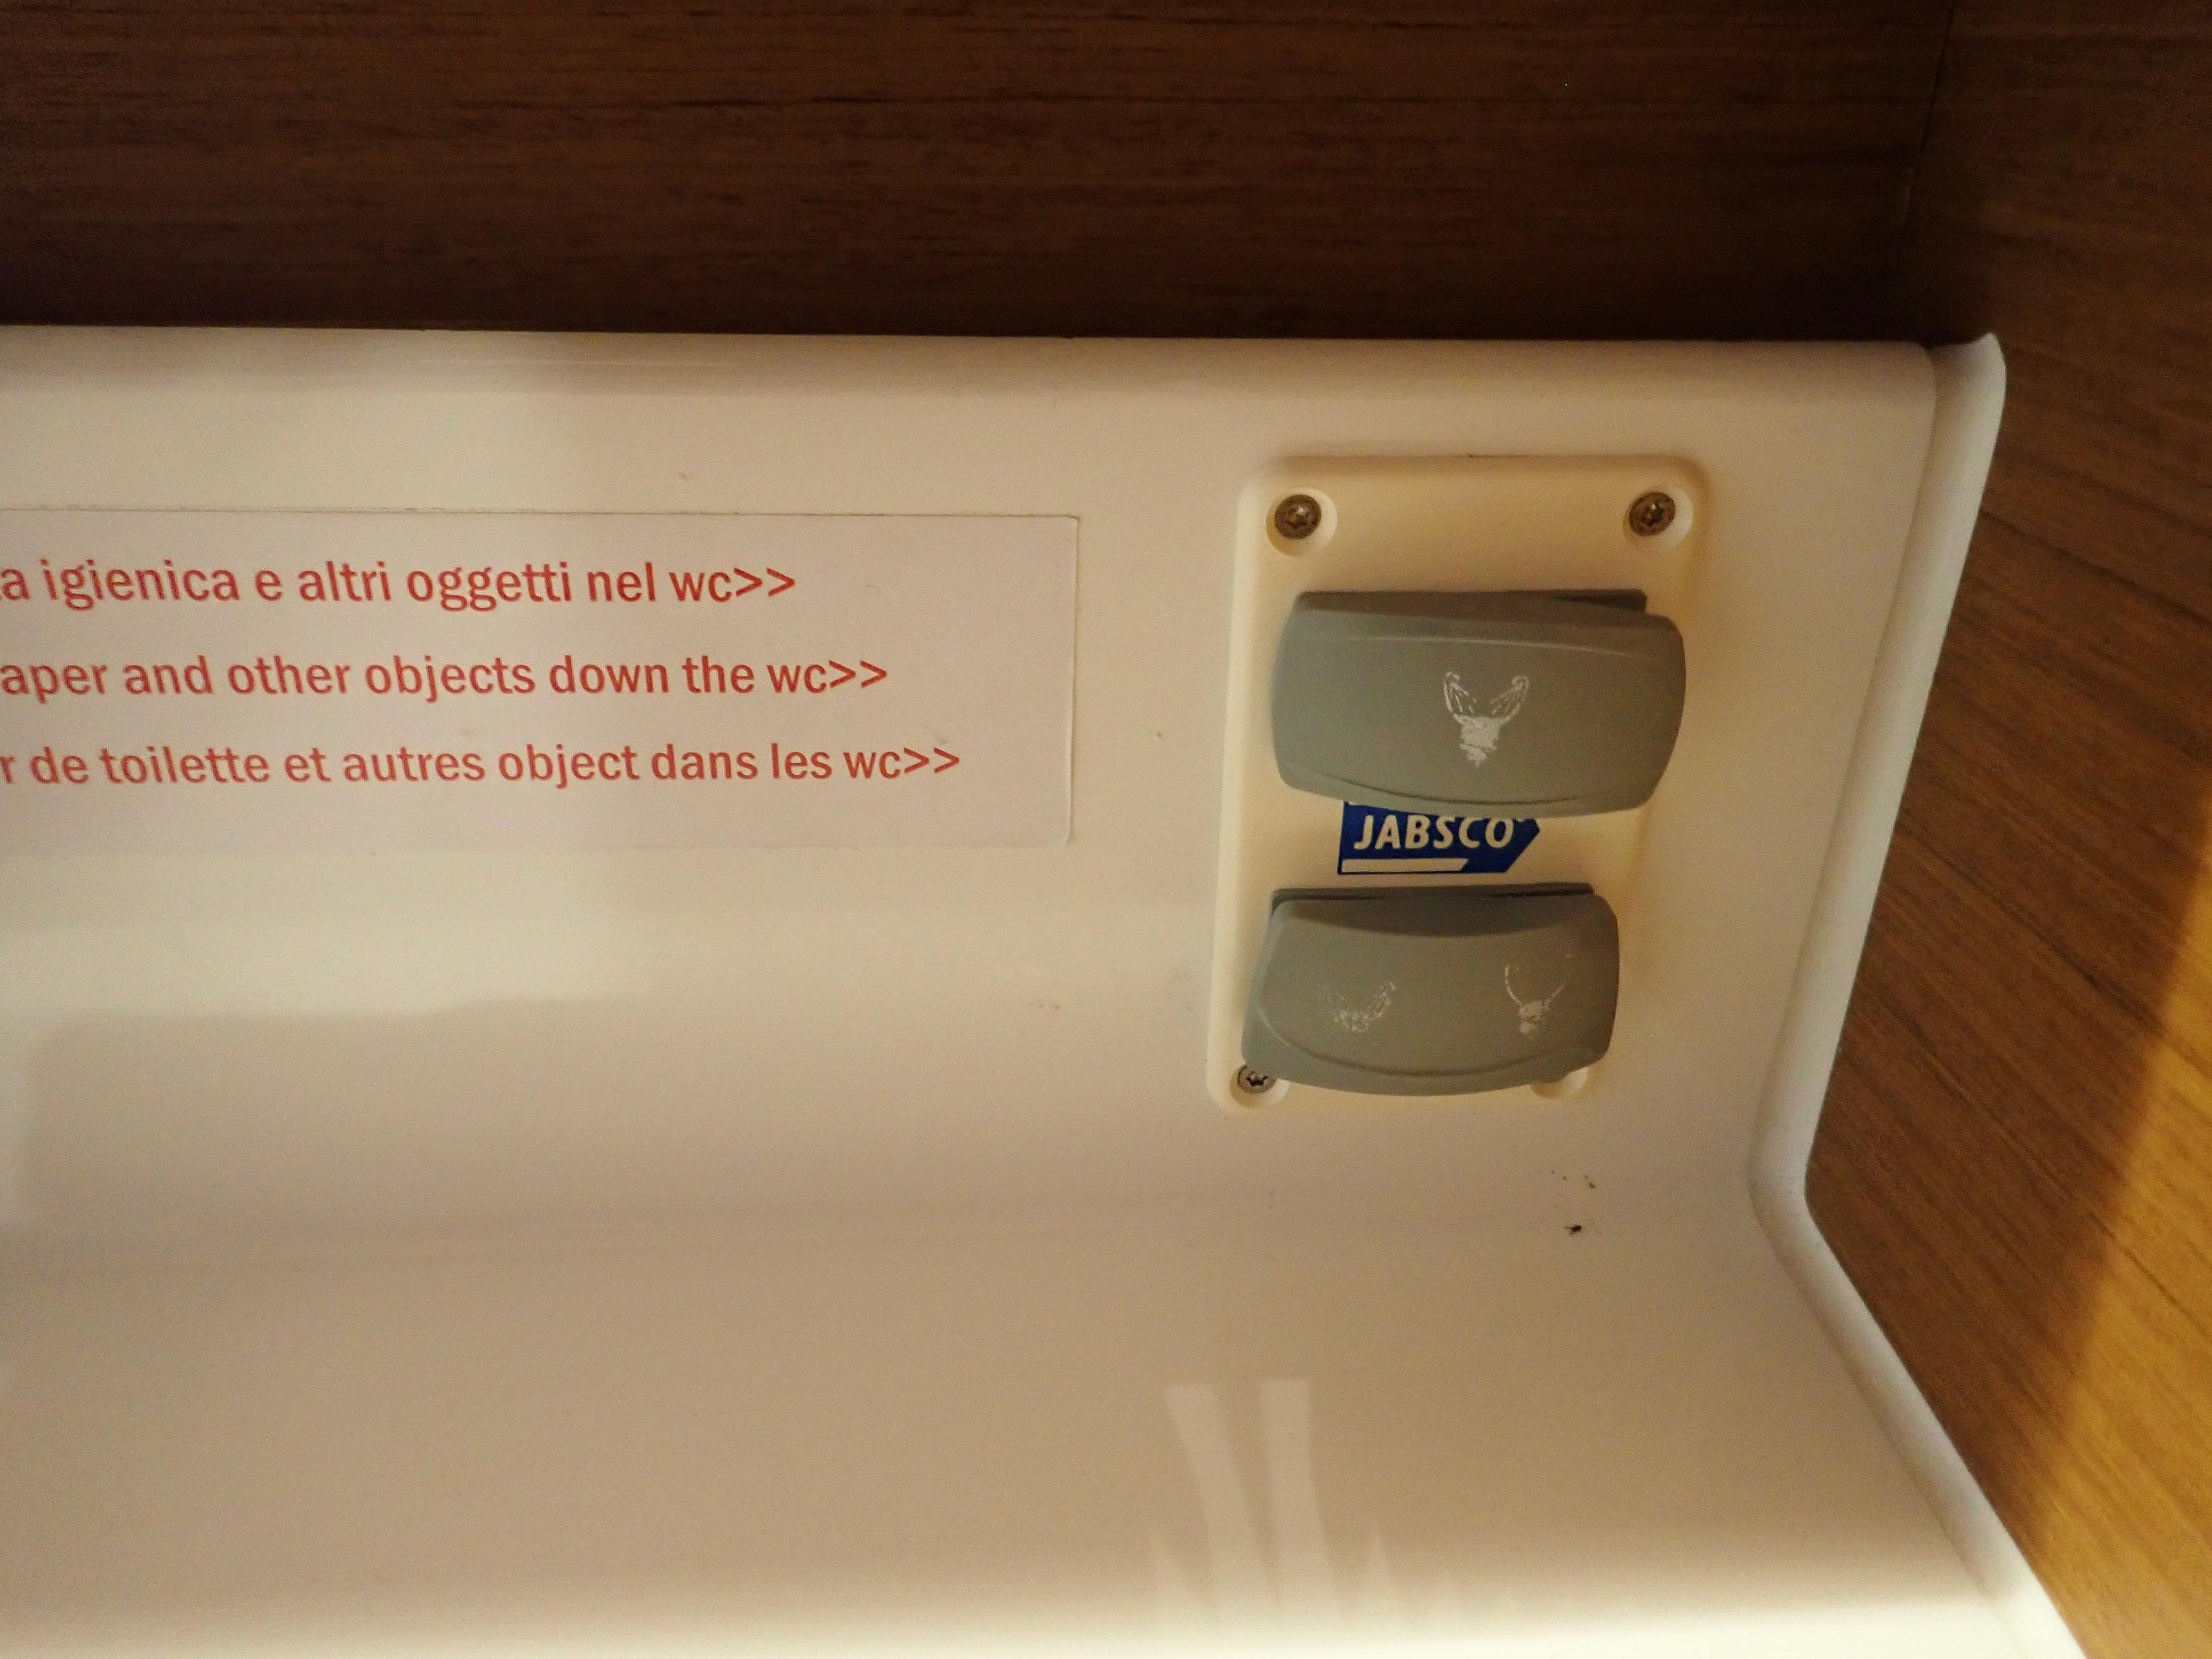 a igienica e altri oggetti nel wc>>
aper and other objects down the wc>>
r de toilette et autres object dans les wc>>
JABSCO